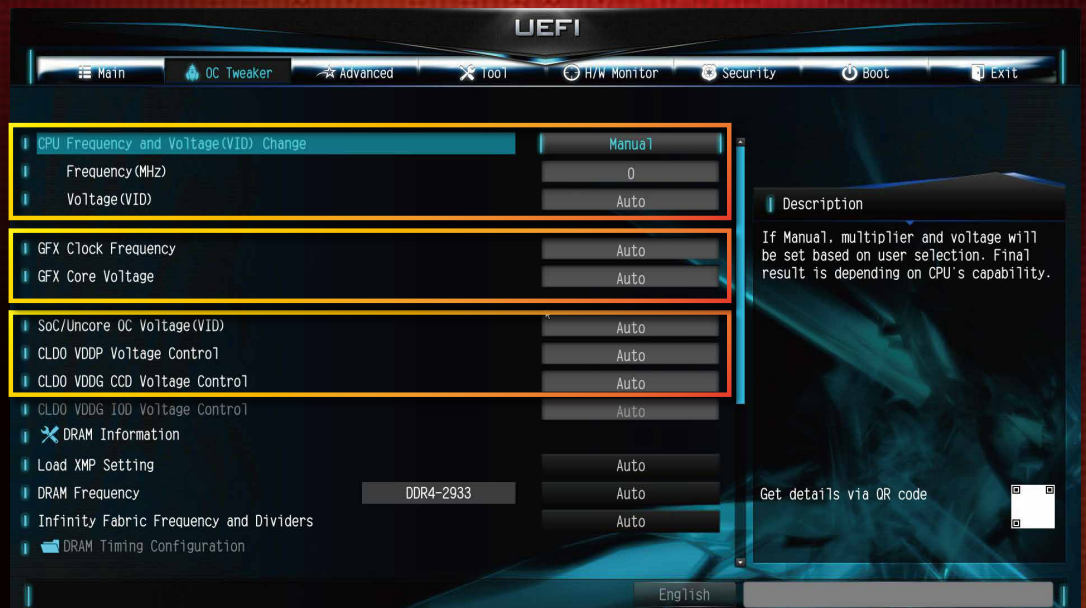 UEFI
Main OC Tweaker Advanced Tool H/W Monitor Security Boot Exit
CPU Frequency and Voltage(VID) Change Manual
Frequency(MHz) 0
Voltage(VID) Auto
GFX Clock Frequency Auto
GFX Core Voltage Auto
SoC/Uncore OC Voltage(VID) Auto
CLDO VDDP Voltage Control Auto
CLDO VDDG CCD Voltage Control Auto
CLDO VDDG IOD Voltage Control Auto
DRAM Information
Load XMP Setting Auto
DRAM Frequency DDR4-2933 Auto
Infinity Fabric Frequency and Dividers Auto
DRAM Timing Configuration
Description
If Manual, multiplier and voltage will
be set based on user selection. Final
result is depending on CPU's capability.
Get details via QR code
English